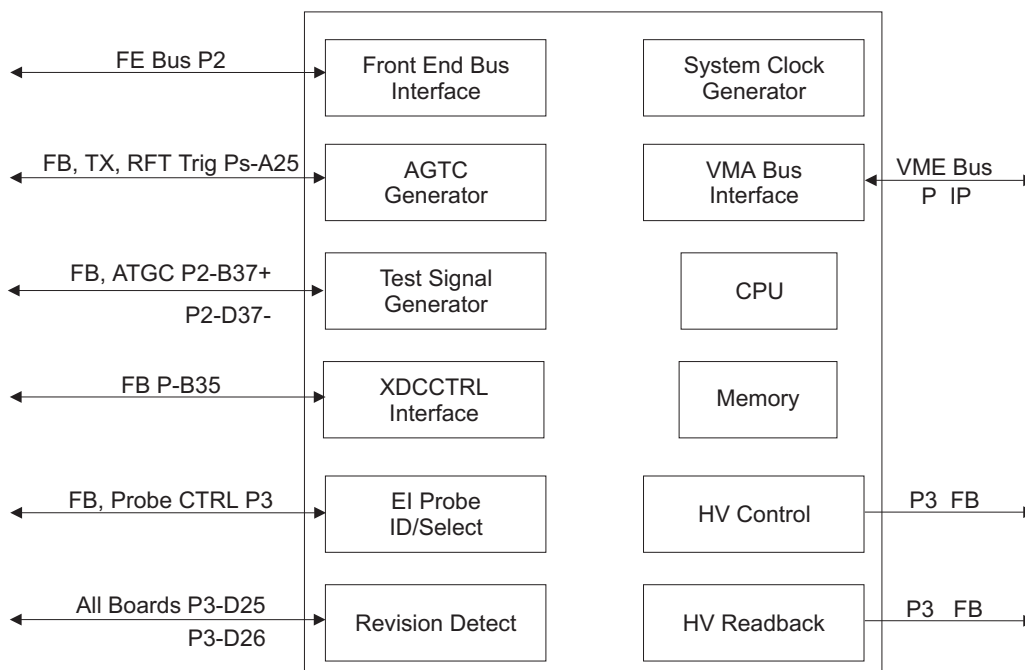 FE Bus P2
Front End Bus
Interface
System Clock
Generator
FB, TX, RFT Trig Ps-A25
AGTC
Generator
VMA Bus
Interface
VME Bus
P IP
FB, ATGC P2-B37+
P2-D37-
Test Signal
Generator
CPU
FB P-B35
XDCCTRL
Interface
Memory
FB, Probe CTRL P3
EI Probe
ID/Select
HV Control
P3 FB
All Boards P3-D25
P3-D26
Revision Detect
HV Readback
P3 FB